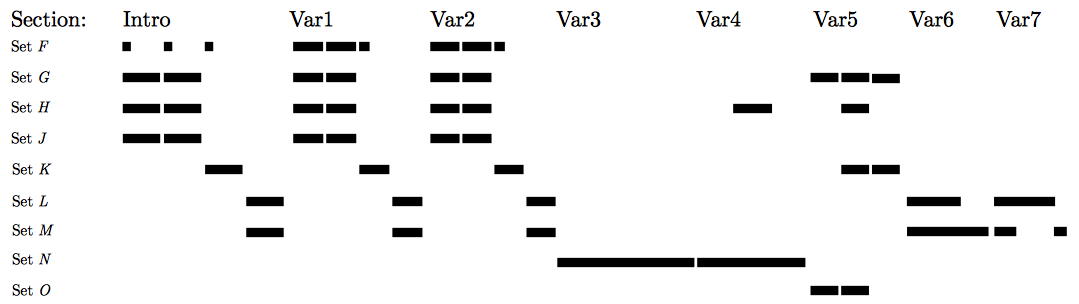 Section: Intro Var1 Var2 Var3 Var4 Var5 Var6 Var7
Set F
Set G
Set H
Set J
Set K
Set L
Set M
Set N
Set O